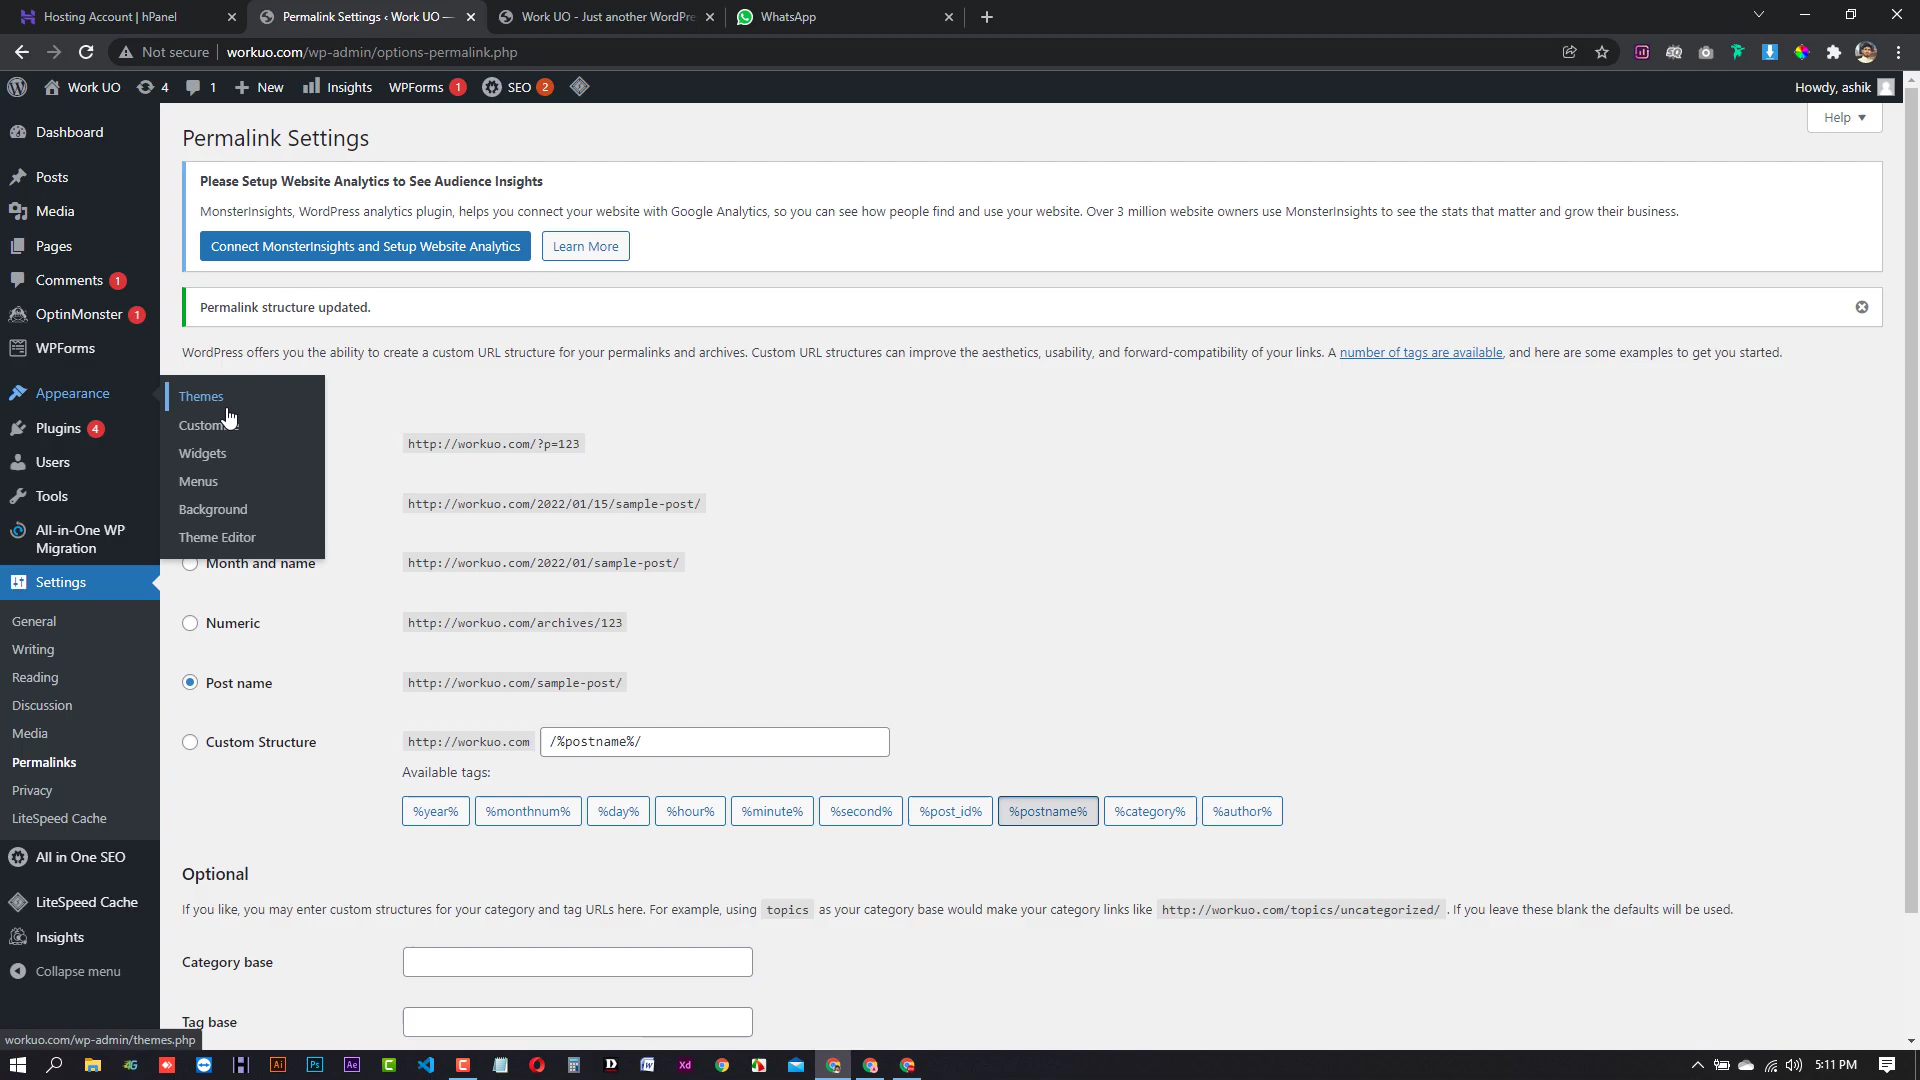 Hosting Account | hPanel
Permalink Settings ‹ Work UO —
Work UO - Just another WordPre
WhatsApp
Not secure
workuo.com/wp-admin/options-permalink.php
Work UO
4
1
New
Insights
WPForms 1
SEO 2
Howdy, ashik
Help
Dashboard
Posts
Media
Pages
Comments 1
OptinMonster 1
WPForms
Appearance
Plugins 4
Users
Tools
All-in-One WP
Migration
Settings
General
Writing
Reading
Discussion
Media
Permalinks
Privacy
LiteSpeed Cache
All in One SEO
LiteSpeed Cache
Insights
Collapse menu
Themes
Widgets
Menus
Background
Theme Editor
Permalink Settings
Please Setup Website Analytics to See Audience Insights
MonsterInsights, WordPress analytics plugin, helps you connect your website with Google Analytics, so you can see how people find and use your website. Over 3 million website owners use MonsterInsights to see the stats that matter and grow their business.
Connect MonsterInsights and Setup Website Analytics
Learn More
Permalink structure updated.
WordPress offers you the ability to create a custom URL structure for your permalinks and archives. Custom URL structures can improve the aesthetics, usability, and forward-compatibility of your links. A number of tags are available, and here are some examples to get you started.
http://workuo.com/?p=123
http://workuo.com/2022/01/15/sample-post/
Month and name
http://workuo.com/2022/01/sample-post/
Numeric
http://workuo.com/archives/123
Post name
http://workuo.com/sample-post/
Custom Structure
http://workuo.com
/%postname%/
Available tags:
%year%
%monthnum%
%day%
%hour%
%minute%
%second%
%post_id%
%postname%
%category%
%author%
Optional
If you like, you may enter custom structures for your category and tag URLs here. For example, using topics as your category base would make your category links like http://workuo.com/topics/uncategorized/ . If you leave these blank the defaults will be used.
Category base
Tag base
workuo.com/wp-admin/themes.php
5:11 PM